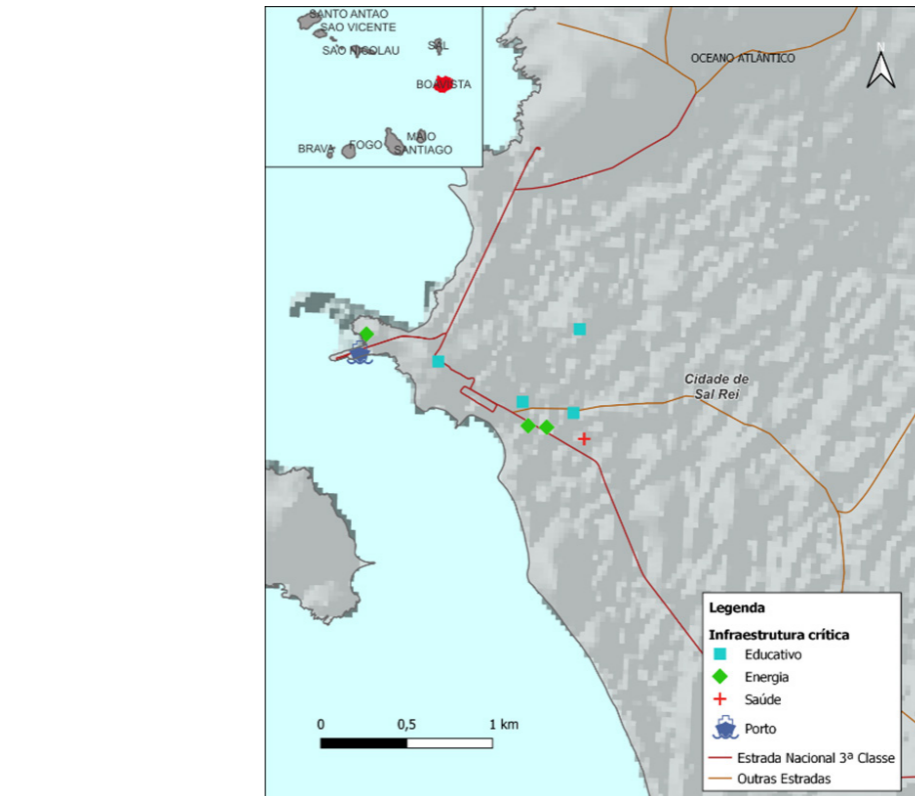 SANTO ANTAO
SAO VICENTE
SAO NICOLAU
SAL
BOAVISTA
MAIO
BRAVA
FOGO
SANTIAGO
OCEANO ATLÂNTICO
N
Cidade de
Sal Rei
Legenda
Infraestrutura crítica
Educativo
Energia
Saúde
Porto
Estrada Nacional 3ª Classe
Outras Estradas
0 0,5 1 km